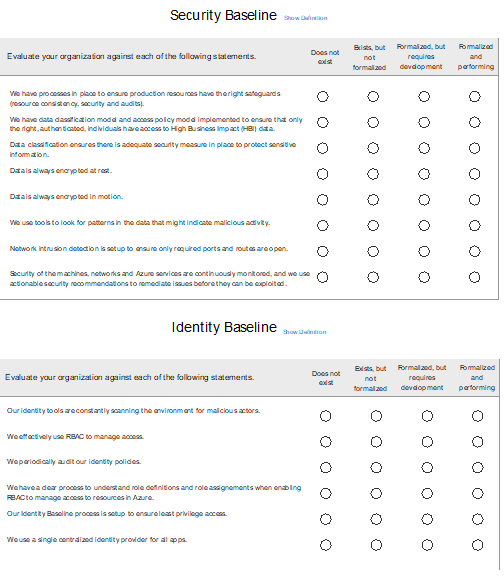 Security Baseline Show Definition
Evaluate your organization against each of the following statements.
Does not exist
Exists, but not formalized
Formalized, but requires development
Formalized and performing
We have processes in place to ensure production resources have the right safeguards
(resource consistency, security and audits).
We have data classification model and access policy model implemented to ensure that only
the right, authenticated, individuals have access to High Business Impact (HBI) data.
Data classification ensures there is adequate security measure in place to protect sensitive
information.
Data is always encrypted at rest.
Data is always encrypted in motion.
We use tools to look for patterns in the data that might indicate malicious activity.
Network intrusion detection is setup to ensure only required ports and routes are open.
Security of the machines, networks and Azure services are continuously monitored, and we use
actionable security recommendations to remediate issues before they can be exploited.
Identity Baseline Show Definition
Evaluate your organization against each of the following statements.
Does not exist
Exists, but not formalized
Formalized, but requires development
Formalized and performing
Our identity tools are constantly scanning the environment for malicious actors.
We effectively use RBAC to manage access.
We periodically audit our identity policies.
We have a clear process to understand role definitions and role assignments when enabling
RBAC to manage access to resources in Azure.
Our Identity Baseline process is setup to ensure least privilege access.
We use a single centralized identity provider for all apps.